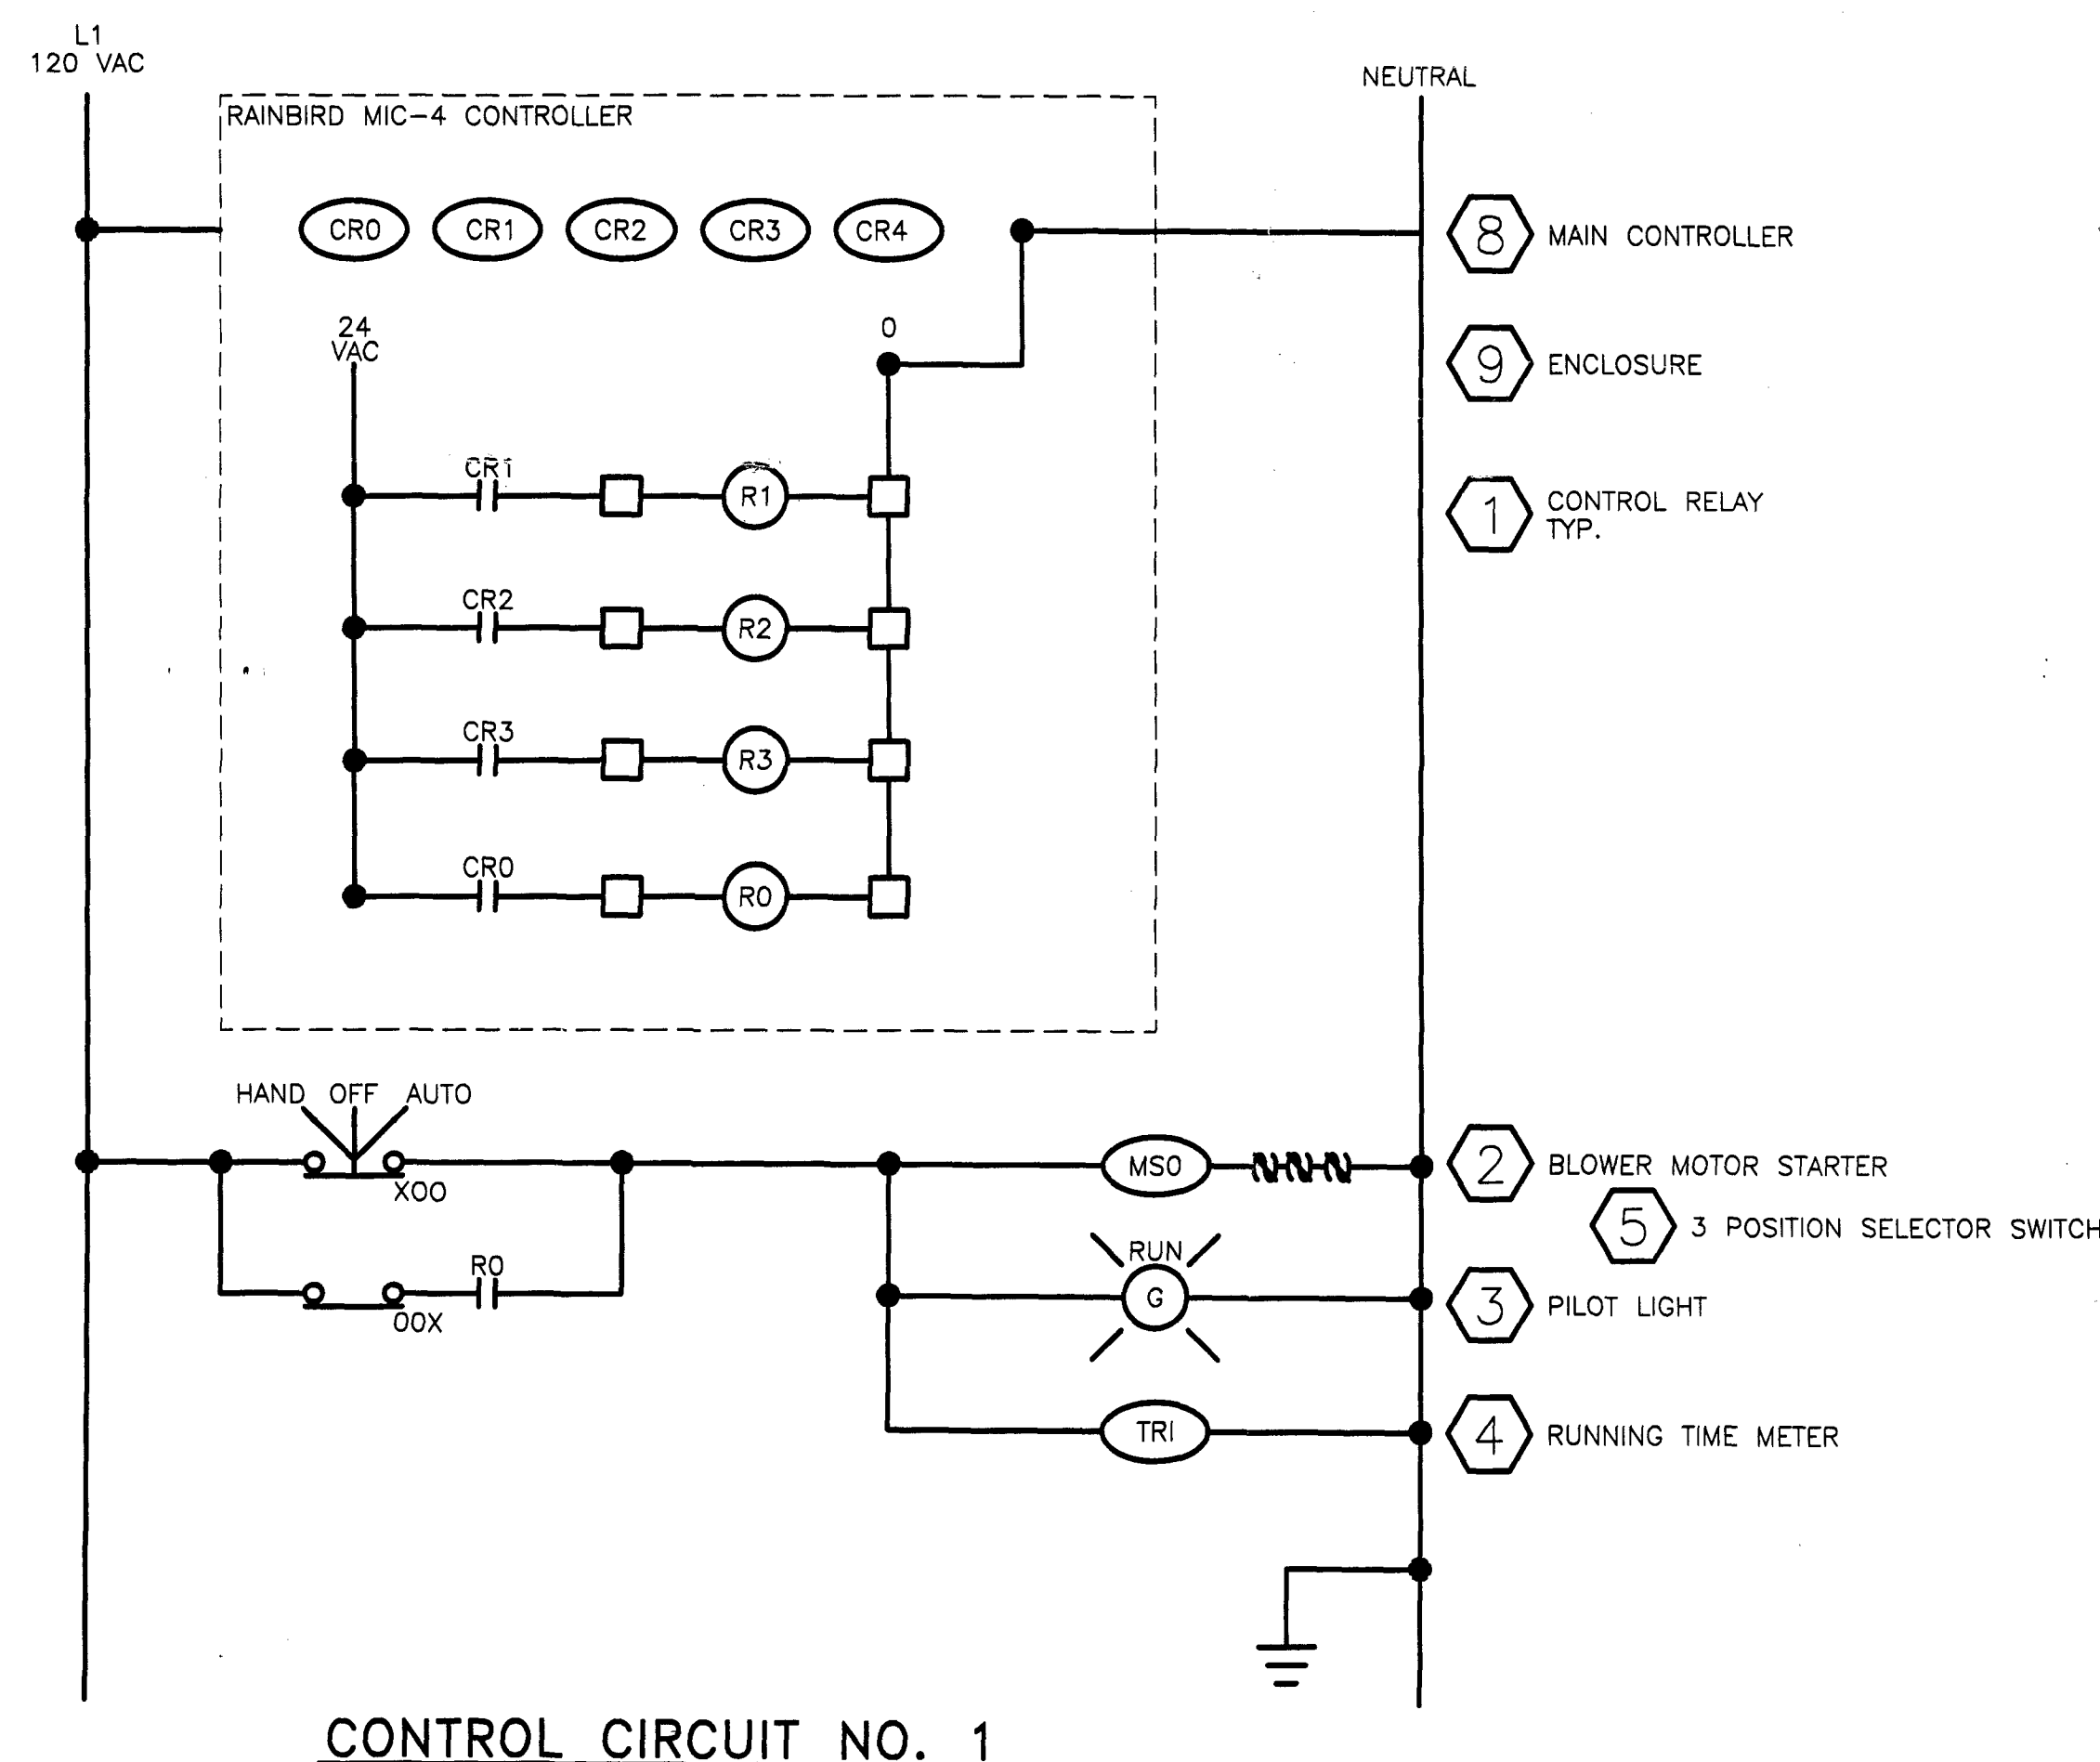 L1
120 VAC
NEUTRAL
RAINBIRD MIC-4 CONTROLLER
CR0 CR1 CR2 CR3 CR4
8 MAIN CONTROLLER
24
VAC
0
9 ENCLOSURE
CR1
R1
1 CONTROL RELAY
TYP.
CR2
R2
CR3
R3
CR0
R0
HAND OFF AUTO
X00
MS0
2 BLOWER MOTOR STARTER
5 3 POSITION SELECTOR SWITCH
R0
00X
RUN
G
3 PILOT LIGHT
TRI
4 RUNNING TIME METER
CONTROL CIRCUIT NO. 1